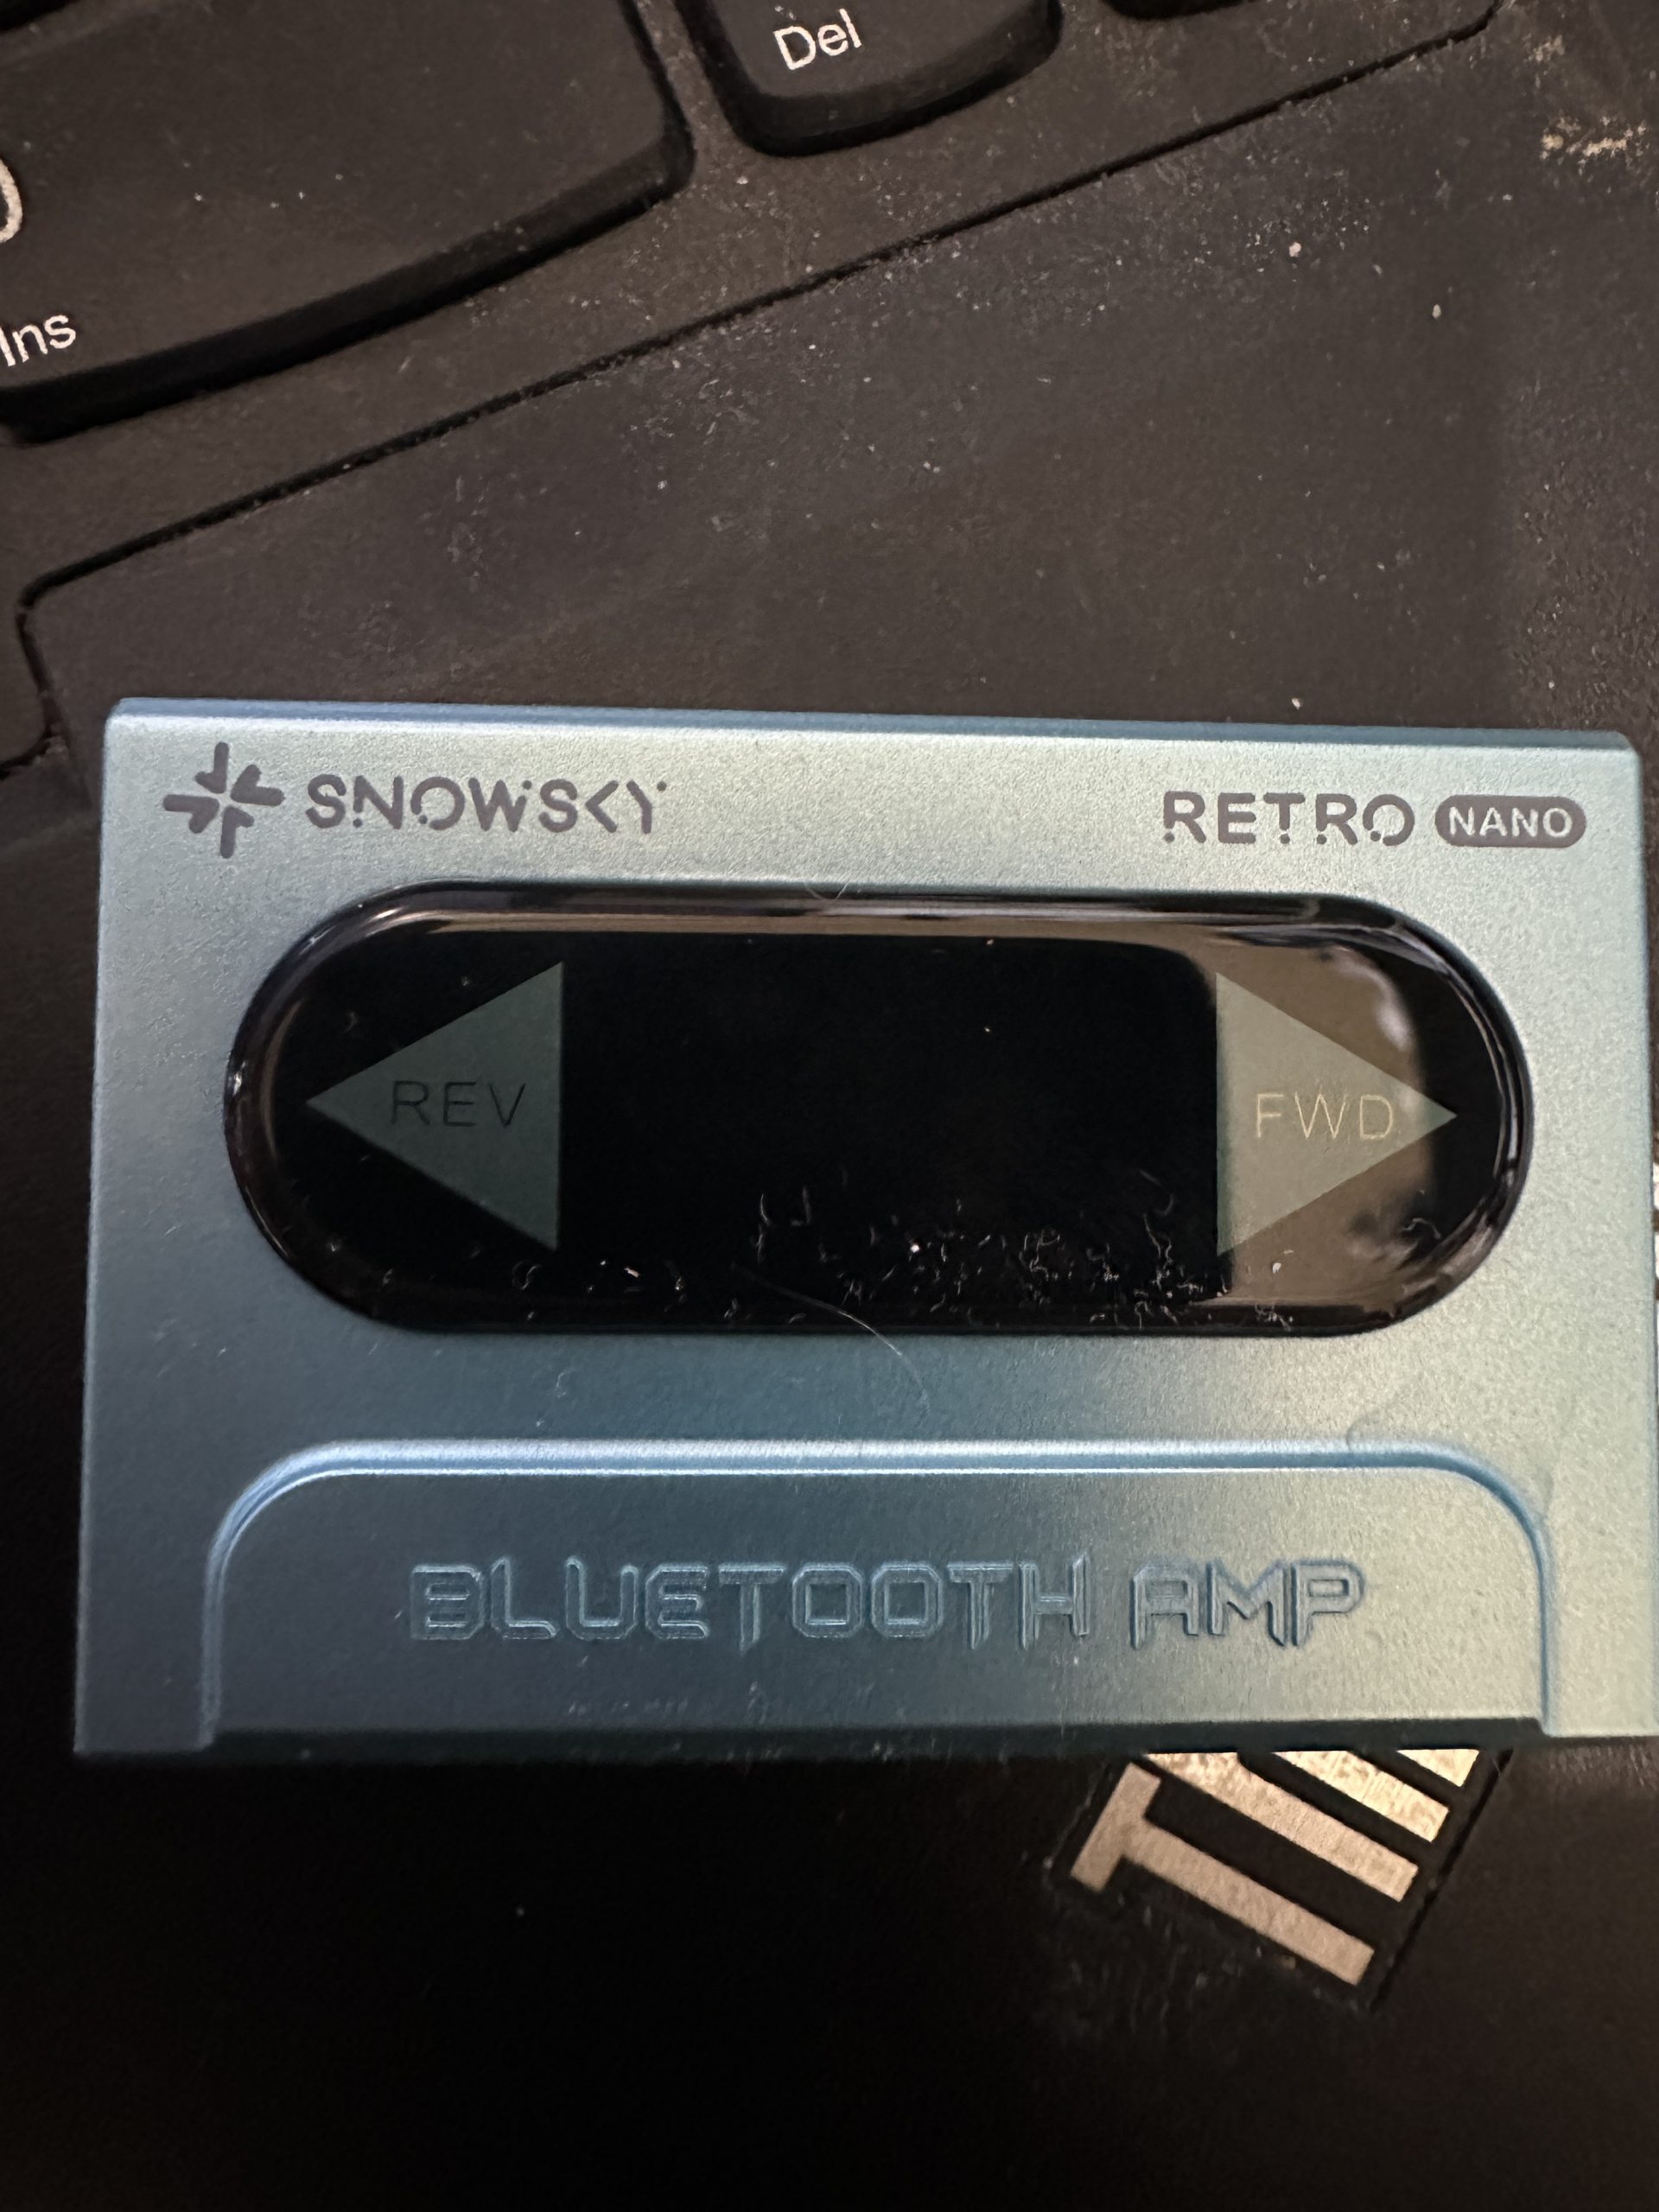 Del
Ins
SNOWSKY
RETRO NANO
REV
FWD
BLUETOOTH AMP